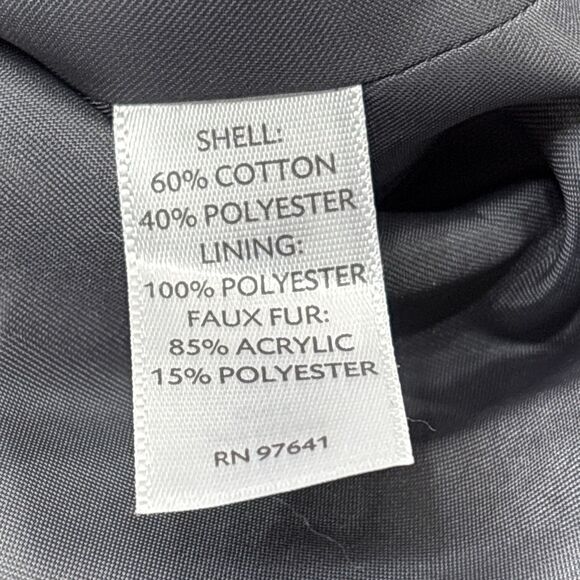 SHELL:
60% COTTON
40% POLYESTER
LINING:
100% POLYESTER
FAUX FUR:
85% ACRYLIC
15% POLYESTER
RN 97641